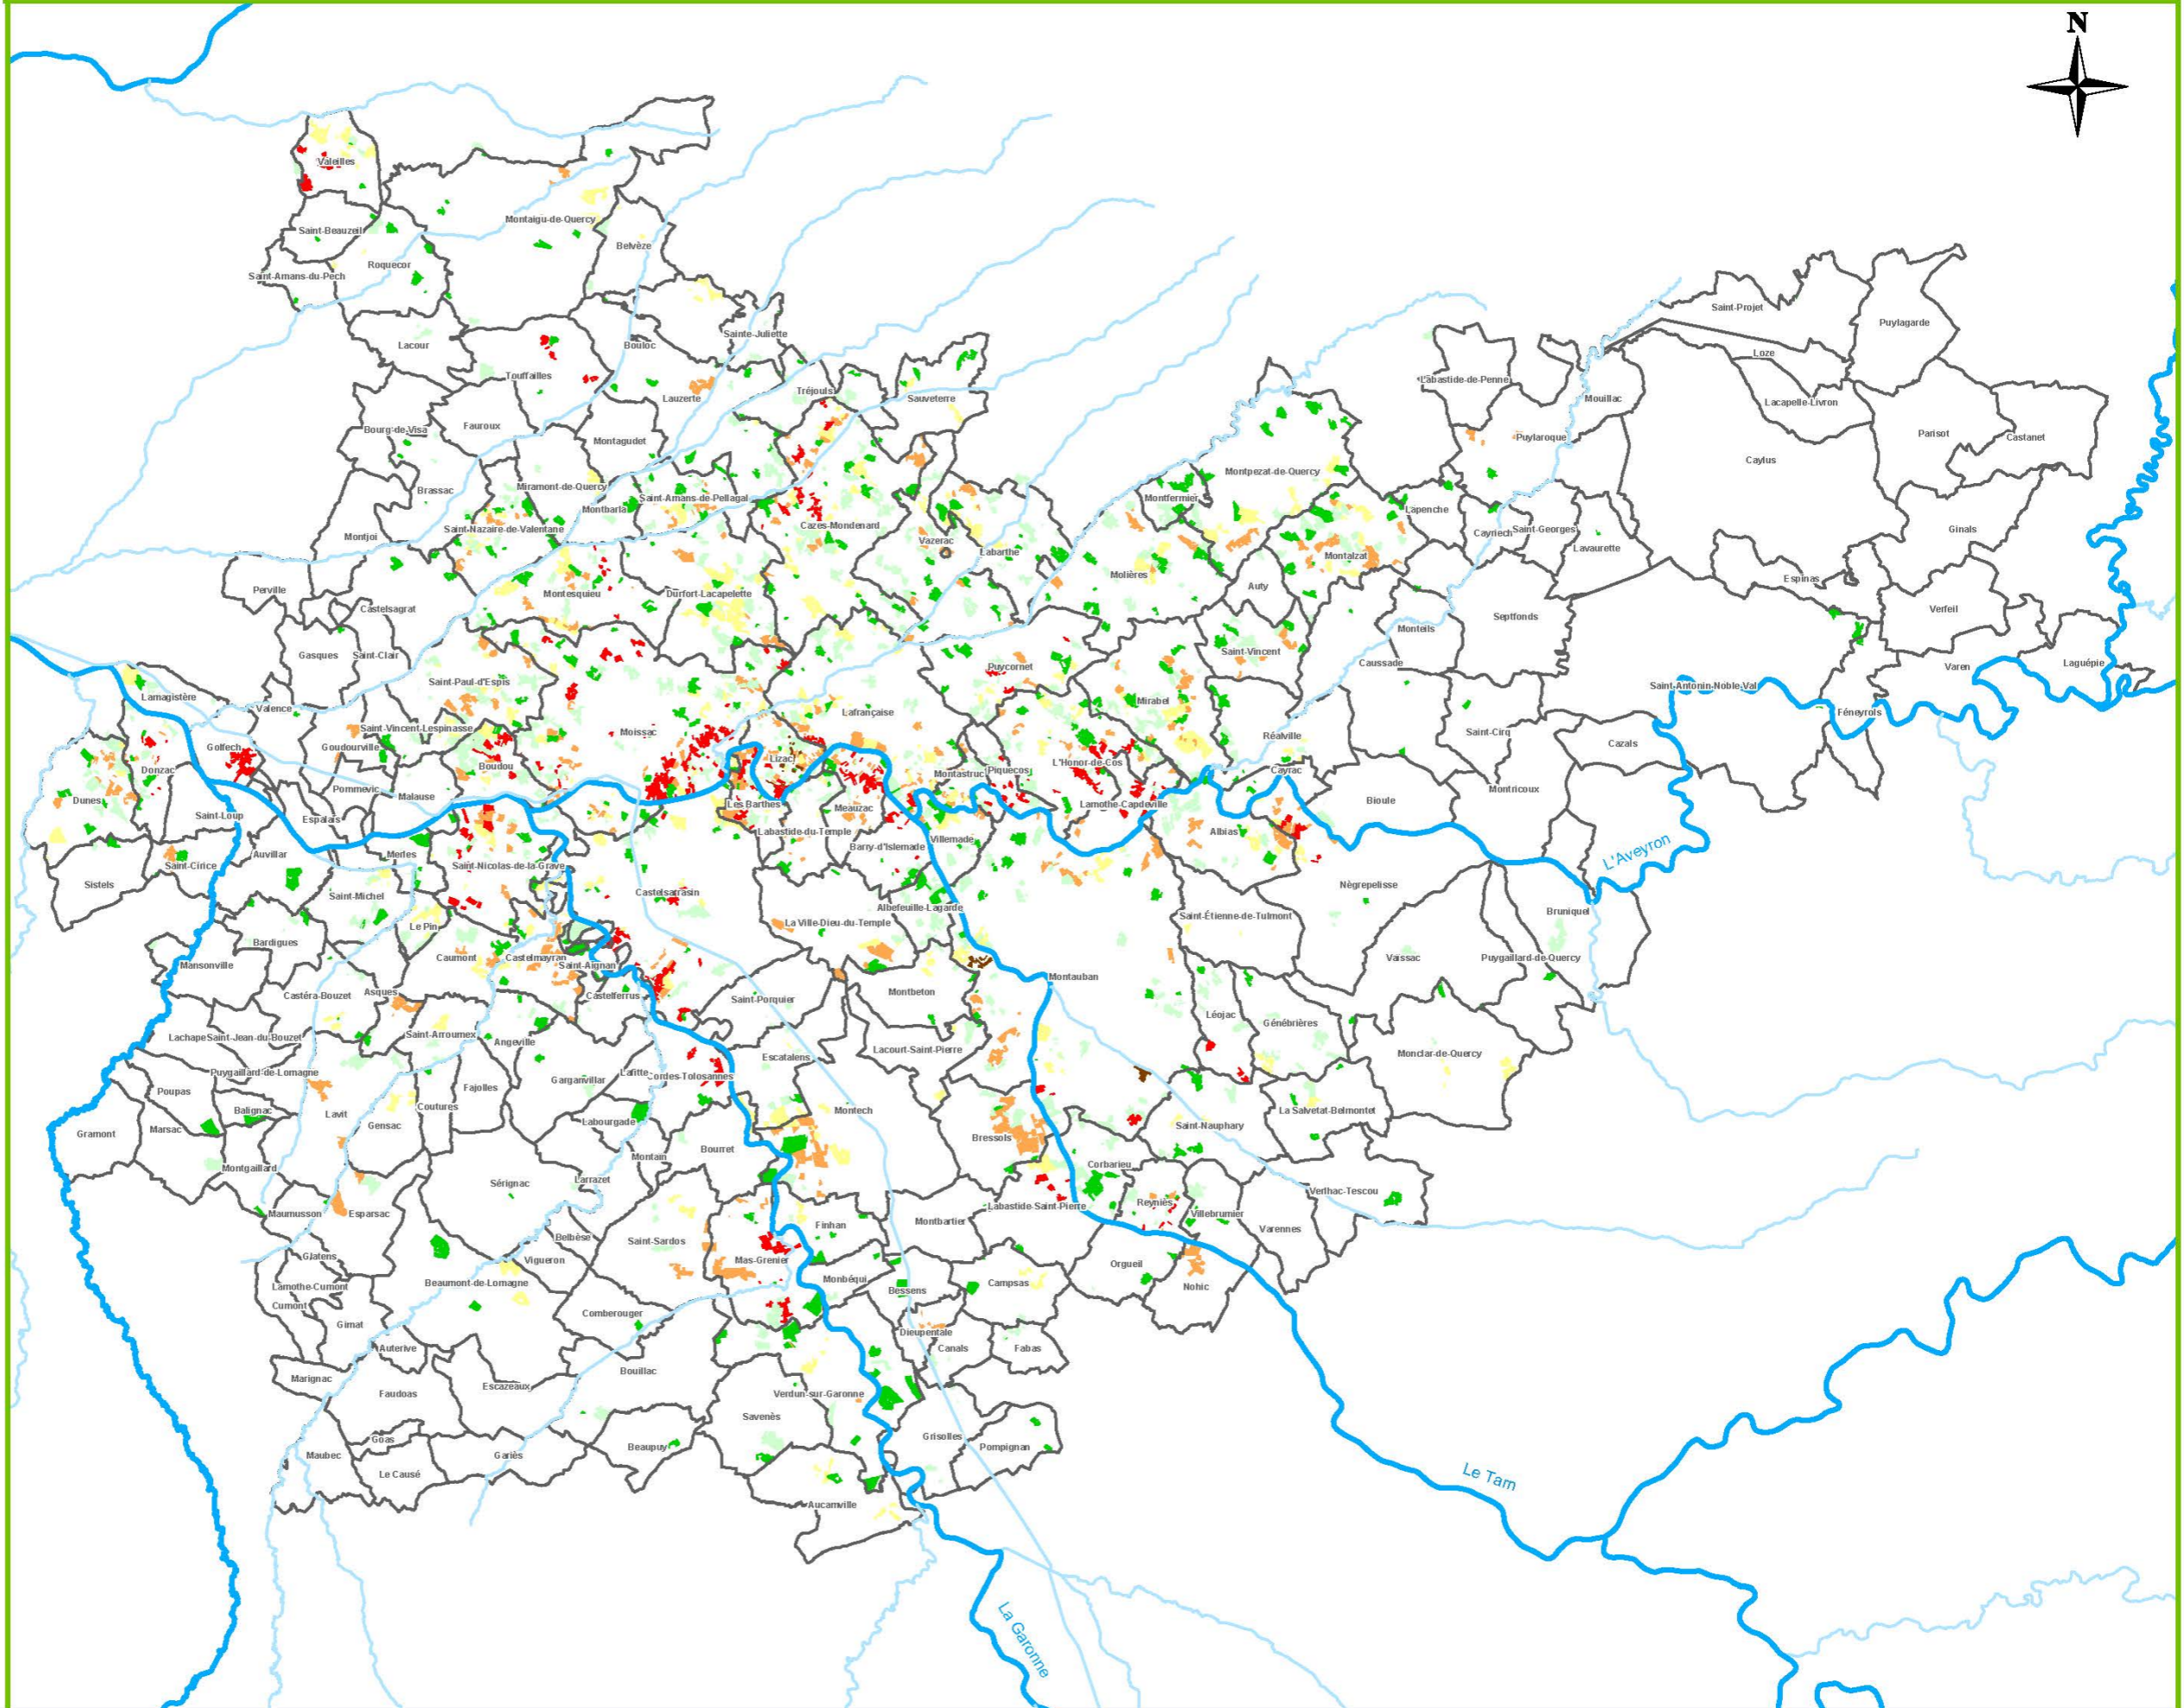 N
Valeilles
Saint-Beauzeil
Montaigu-de-Quercy
Belvèze
Roquecor
Saint-Amans-du-Pech
Saint-Projet
Puylagarde
Sainte-Juliette
Lacour
Bouloc
Loze
Touffailles
Tréjouls
Labastide-de-Penne
Lauzerte
Sauveterre
Mouillac
Lacapelle-Livron
Bourg-de-Visa
Fauroux
Montagudet
Puylaroque
Parisot
Castanet
Caylus
Montpezat-de-Quercy
Brassac
Miramont-de-Quercy
Saint-Amans-de-Pellagal
Montfermier
Montbarla
Lapenche
Saint-Nazaire-de-Valentane
Cazes-Mondenard
Montjoi
Cayriech
Saint-Georges
Ginals
Vazerac
Lavaurette
Labarthe
Montalzat
Molières
Auty
Espinas
Perville
Montesquieu
Durfort-Lacapelette
Castelsagrat
Verfeil
Septfonds
Monteils
Gasques
Saint-Clair
Saint-Vincent
Caussade
Puycornet
Varen
Laguépie
Saint-Paul-d'Espis
Saint-Antonin-Noble-Val
Lamagistère
Mirabel
Valence
Lafrançaise
Féneyrols
Saint-Vincent-Lespinasse
Moissac
Réalville
Saint-Cirq
Golfech
Goudourville
Cazals
Lizac
L'Honor-de-Cos
Boudou
Donzac
Montastruc
Piquecos
Cayrac
Pommevic
Malause
Montricoux
Dunes
Les Barthes
Meauzac
Lamothe-Capdeville
Bioule
Saint-Loup
Espalais
Labastide-du-Temple
Albias
Villemade
Barry-d'Islemade
Auvillar
Merles
Saint-Cirice
Saint-Nicolas-de-la-Grave
L'Aveyron
Sistels
Nègrepelisse
Saint-Michel
Castelsarrasin
Albefeuille-Lagarde
Bruniquel
Saint-Étienne-de-Tulmont
Le Pin
La Ville-Dieu-du-Temple
Bardigues
Caumont
Castelmayran
Saint-Aignan
Vaissac
Puygaillard-de-Quercy
Mansonville
Montauban
Castéra-Bouzet
Asques
Castelferrus
Saint-Porquier
Montbeton
Léojac
Génébrières
Lachape
Saint-Jean-du-Bouzet
Saint-Arroumex
Angeville
Lacourt-Saint-Pierre
Monclar-de-Quercy
Escatalens
Puygaillard-de-Lomagne
Garganvillar
Lafitte
Cordes-Tolosannes
Poupas
Fajolles
Coutures
Balignac
Lavit
Montech
La Salvetat-Belmontet
Labourgade
Gensac
Saint-Nauphary
Marsac
Gramont
Bressols
Bourret
Montain
Corbarieu
Montgaillard
Larrazet
Sérignac
Verlhac-Tescou
Reyniès
Labastide-Saint-Pierre
Maumusson
Esparsac
Villebrumier
Montbartier
Finhan
Varennes
Belbèse
Saint-Sardos
Glatens
Vigueron
Mas-Grenier
Orgueil
Monbéqui
Beaumont-de-Lomagne
Campsas
Lamothe-Cumont
Nohic
Bessens
Cumont
Comberouger
Gimat
Dieupentale
Auterive
Canals
Fabas
Bouillac
Marignac
Escazeaux
Faudoas
Verdun-sur-Garonne
Savenès
Goas
Grisolles
Pompignan
Beaupuy
Maubec
Gariès
Le Causé
Le Tarn
Aucamville
La Garonne